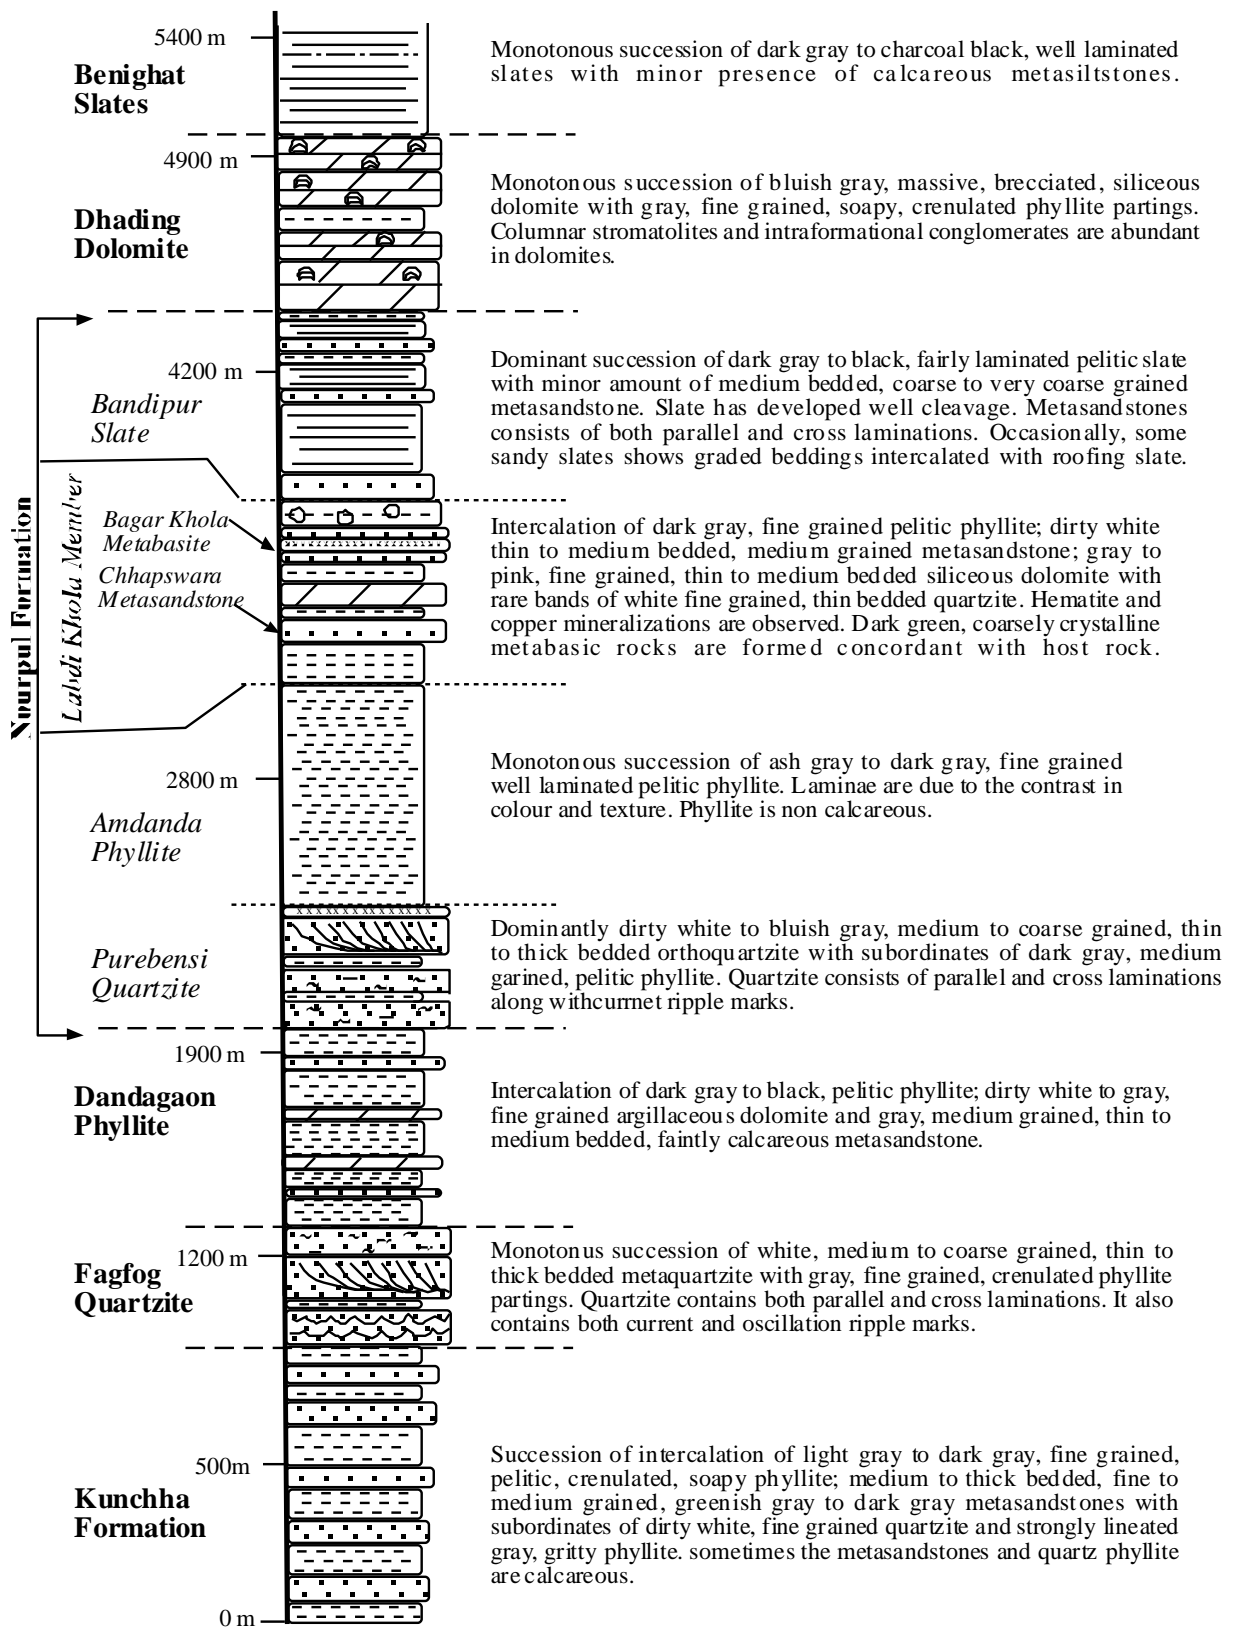 5400 m
Benighat
Slates
Monotonous succession of dark gray to charcoal black, well laminated
slates with minor presence of calcareous metasiltstones.
4900 m
Dhading
Dolomite
Monotonous succession of bluish gray, massive, brecciated, siliceous
dolomite with gray, fine grained, soapy, crenulated phyllite partings.
Columnar stromatolites and intraformational conglomerates are abundant
in dolomites.
Nourpul Formation
4200 m
Bandipur
Slate
Dominant succession of dark gray to black, fairly laminated pelitic slate
with minor amount of medium bedded, coarse to very coarse grained
metasandstone. Slate has developed well cleavage. Metasandstones
consists of both parallel and cross laminations. Occasionally, some
sandy slates shows graded beddings intercalated with roofing slate.
Labdi Khola Member
Bagar Khola
Metabasite
Chhapswara
Metasandstone
Intercalation of dark gray, fine grained pelitic phyllite; dirty white
thin to medium bedded, medium grained metasandstone; gray to
pink, fine grained, thin to medium bedded siliceous dolomite with
rare bands of white fine grained, thin bedded quartzite. Hematite and
copper mineralizations are observed. Dark green, coarsely crystalline
metabasic rocks are formed concordant with host rock.
2800 m
Amdanda
Phyllite
Monotonous succession of ash gray to dark gray, fine grained
well laminated pelitic phyllite. Laminae are due to the contrast in
colour and texture. Phyllite is non calcareous.
Purebensi
Quartzite
Dominantly dirty white to bluish gray, medium to coarse grained, thin
to thick bedded orthoquartzite with subordinates of dark gray, medium
garined, pelitic phyllite. Quartzite consists of parallel and cross laminations
along withcurrnet ripple marks.
1900 m
Dandagaon
Phyllite
Intercalation of dark gray to black, pelitic phyllite; dirty white to gray,
fine grained argillaceous dolomite and gray, medium grained, thin to
medium bedded, faintly calcareous metasandstone.
1200 m
Fagfog
Quartzite
Monotonus succession of white, medium to coarse grained, thin to
thick bedded metaquartzite with gray, fine grained, crenulated phyllite
partings. Quartzite contains both parallel and cross laminations. It also
contains both current and oscillation ripple marks.
500m
Kunchha
Formation
Succession of intercalation of light gray to dark gray, fine grained,
pelitic, crenulated, soapy phyllite; medium to thick bedded, fine to
medium grained, greenish gray to dark gray metasandstones with
subordinates of dirty white, fine grained quartzite and strongly lineated
gray, gritty phyllite. sometimes the metasandstones and quartz phyllite
are calcareous.
0 m